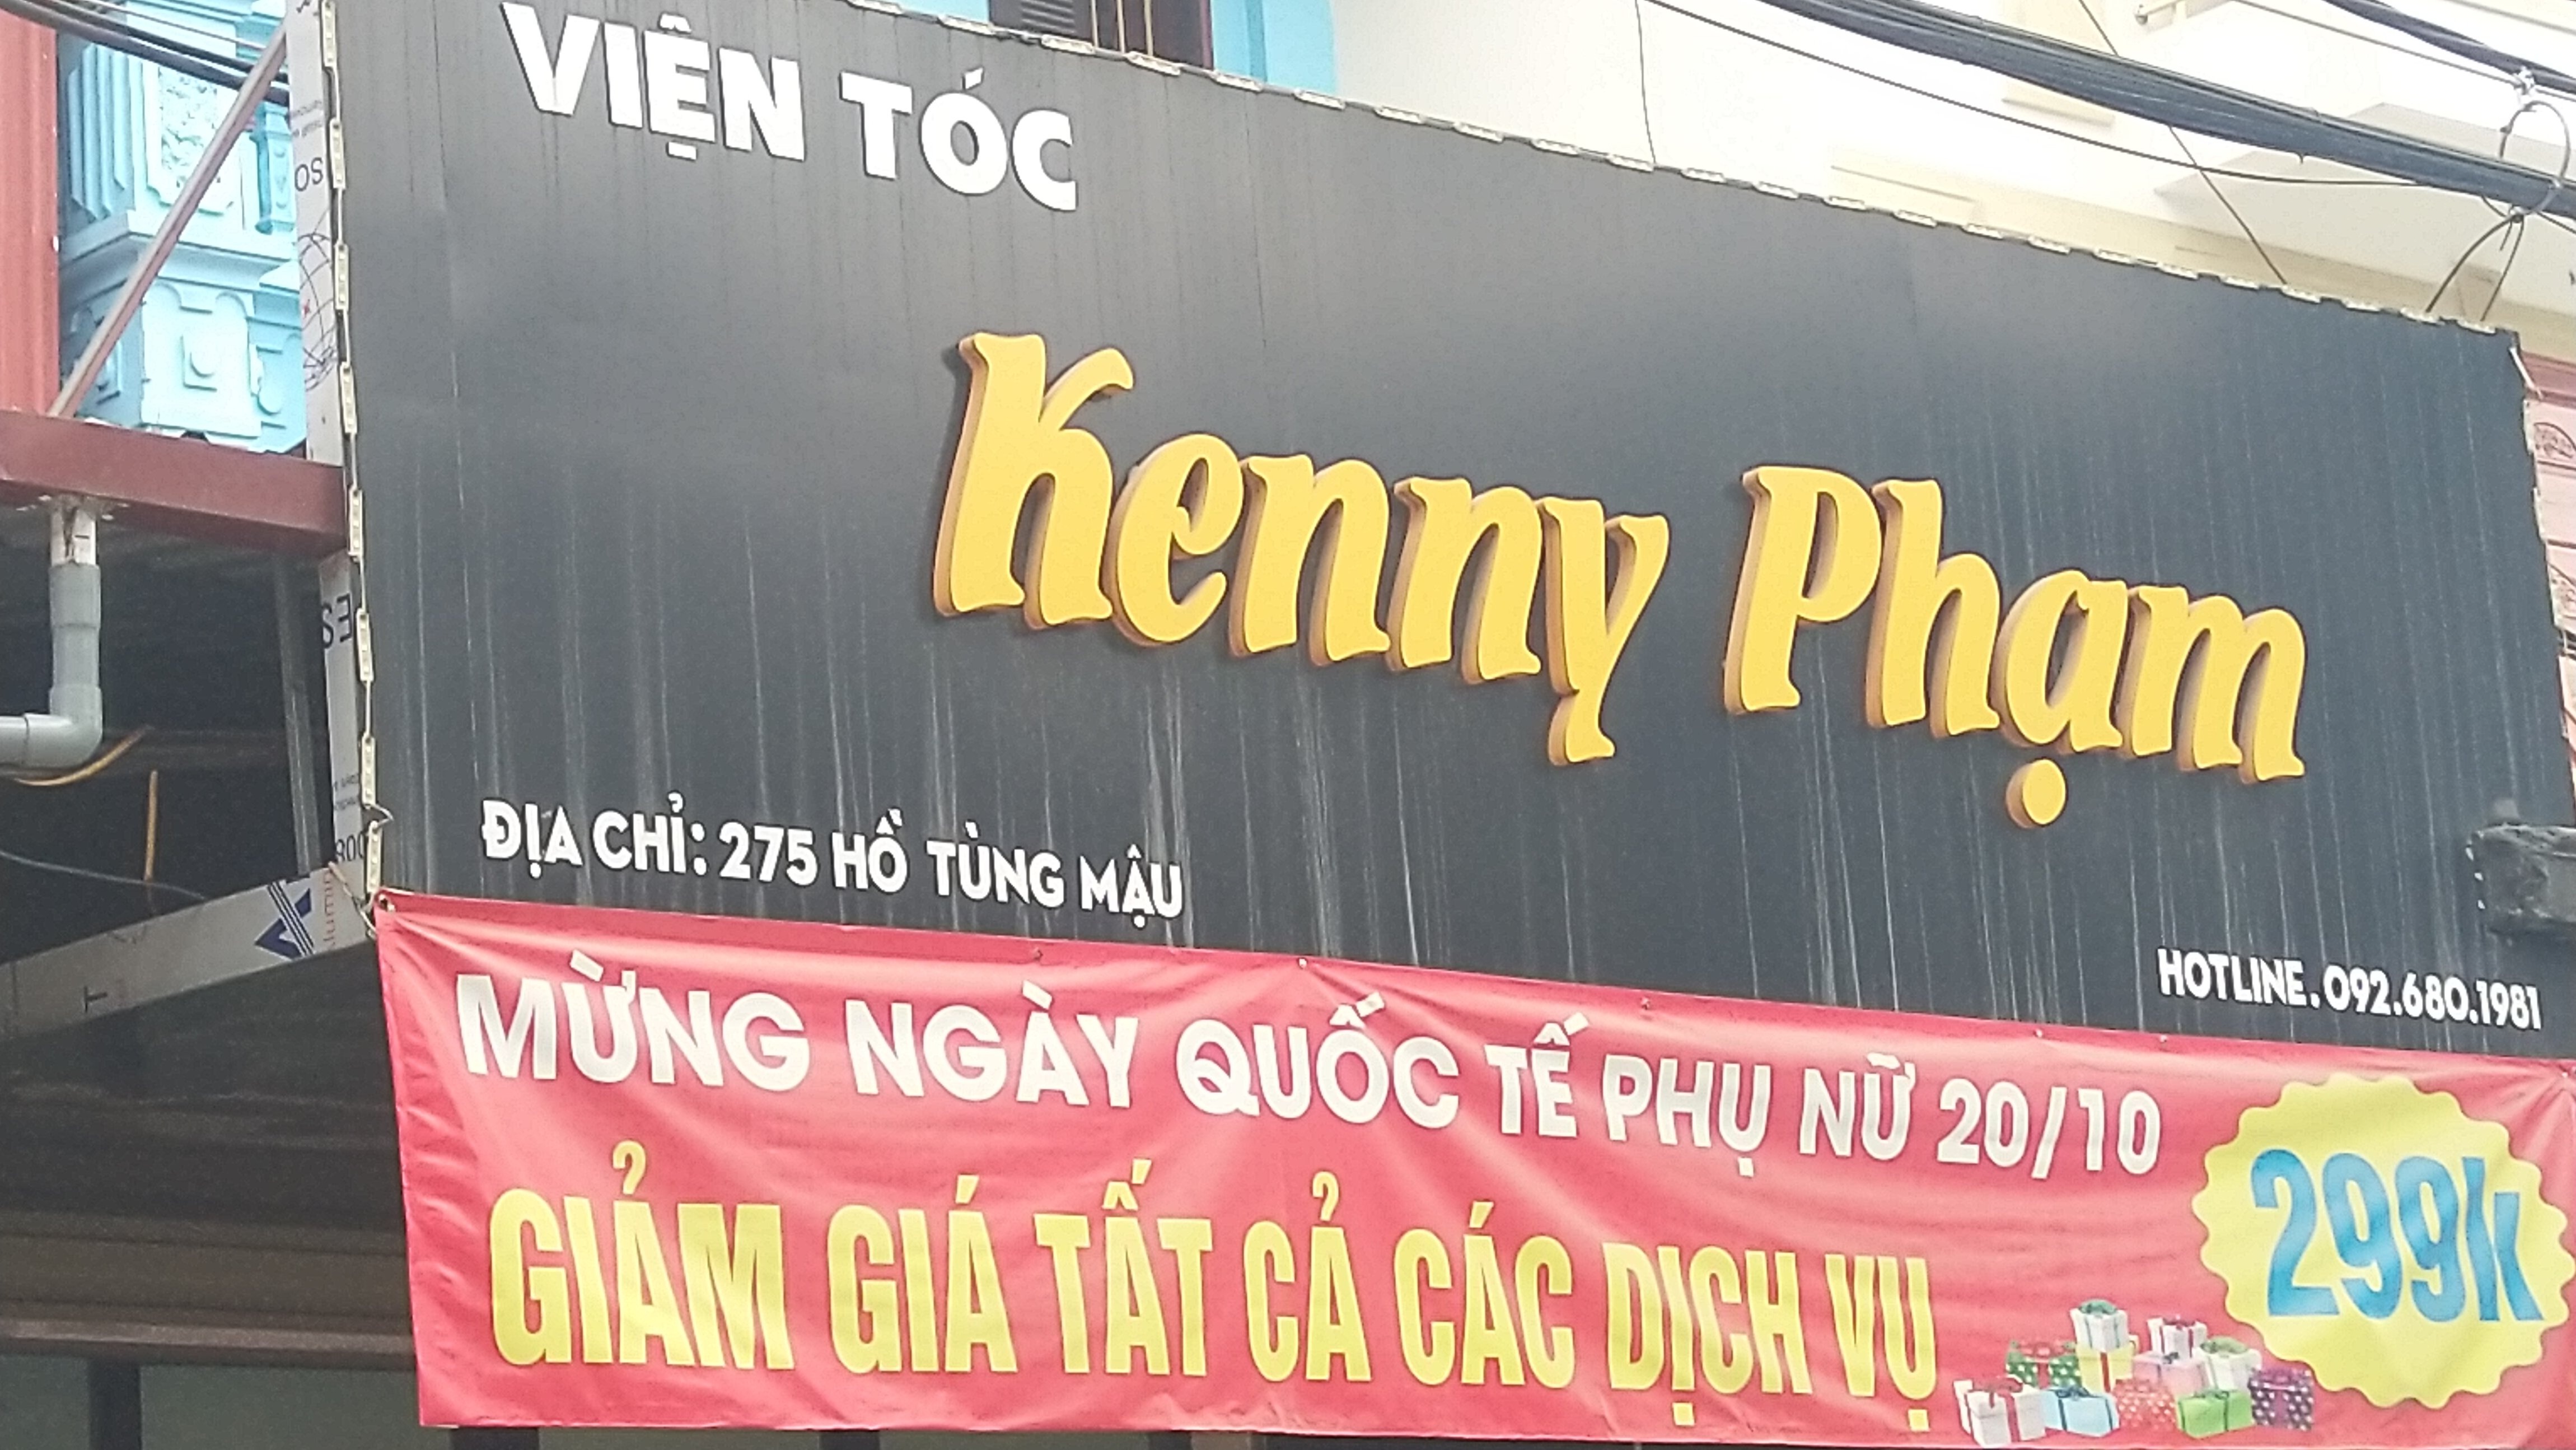 VIỆN TÓC
Kenny Phạm
ĐỊA CHỈ: 275 HỒ TÙNG MẬU
HOTLINE. 092.680.1981
MỪNG NGÀY QUỐC TẾ PHỤ NỮ 20/10
GIẢM GIÁ TẤT CẢ CÁC DỊCH VỤ
299k